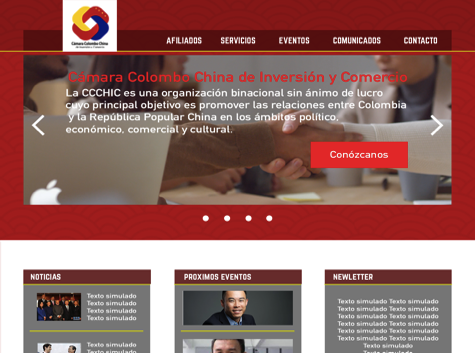 Cámara Colombo China
de Inversión y Comercio
AFILIADOS SERVICIOS EVENTOS COMUNICADOS CONTACTO
Cámara Colombo China de Inversión y Comercio
La CCCHIC es una organización binacional sin ánimo de lucro
cuyo principal objetivo es promover las relaciones entre Colombia
y la República Popular China en los ámbitos político,
económico, comercial y cultural.
Conózcanos
NOTICIAS
Texto simulado
Texto simulado
Texto simulado
Texto simulado
Texto simulado
Texto simulado
PROXIMOS EVENTOS
NEWLETTER
Texto simulado Texto simulado
Texto simulado Texto simulado
Texto simulado Texto simulado
Texto simulado Texto simulado
Texto simulado Texto simulado
Texto simulado Texto simulado
Texto simulado
Texto simulado